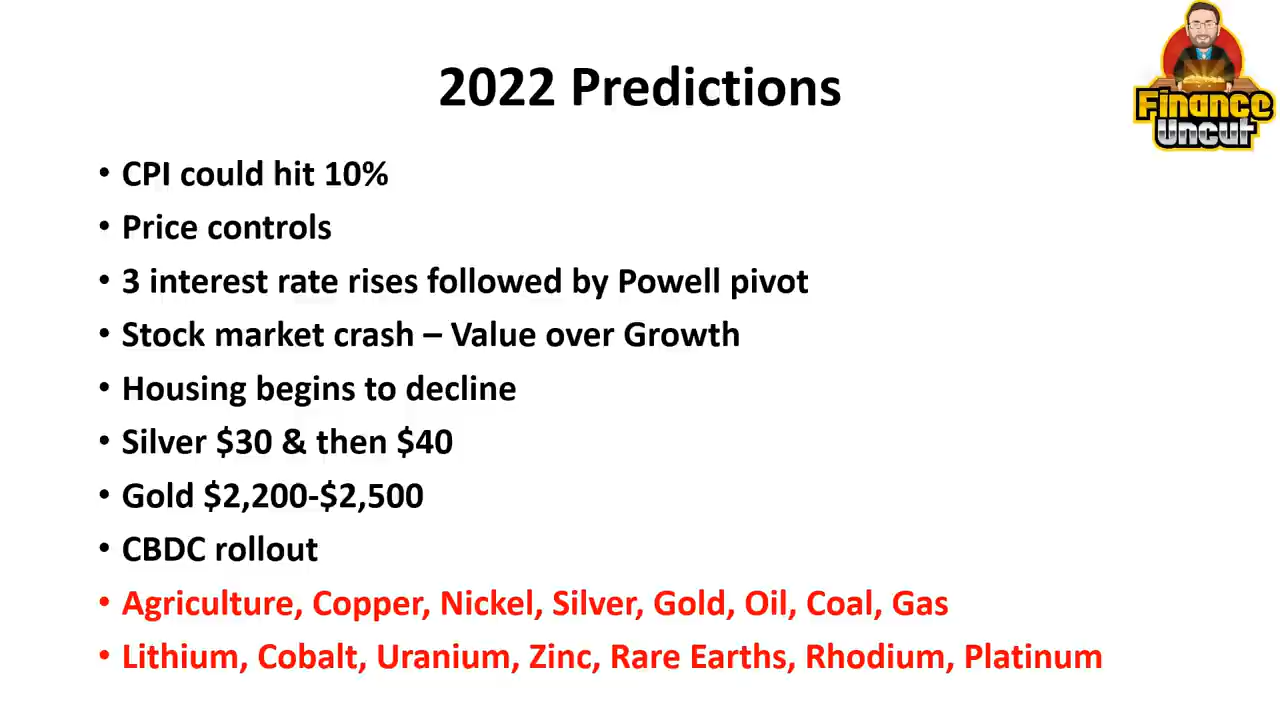 2022 Predictions
Finance
Uncut
• CPI could hit 10%
• Price controls
• 3 interest rate rises followed by Powell pivot
• Stock market crash – Value over Growth
• Housing begins to decline
• Silver $30 & then $40
• Gold $2,200-$2,500
• CBDC rollout
• Agriculture, Copper, Nickel, Silver, Gold, Oil, Coal, Gas
• Lithium, Cobalt, Uranium, Zinc, Rare Earths, Rhodium, Platinum